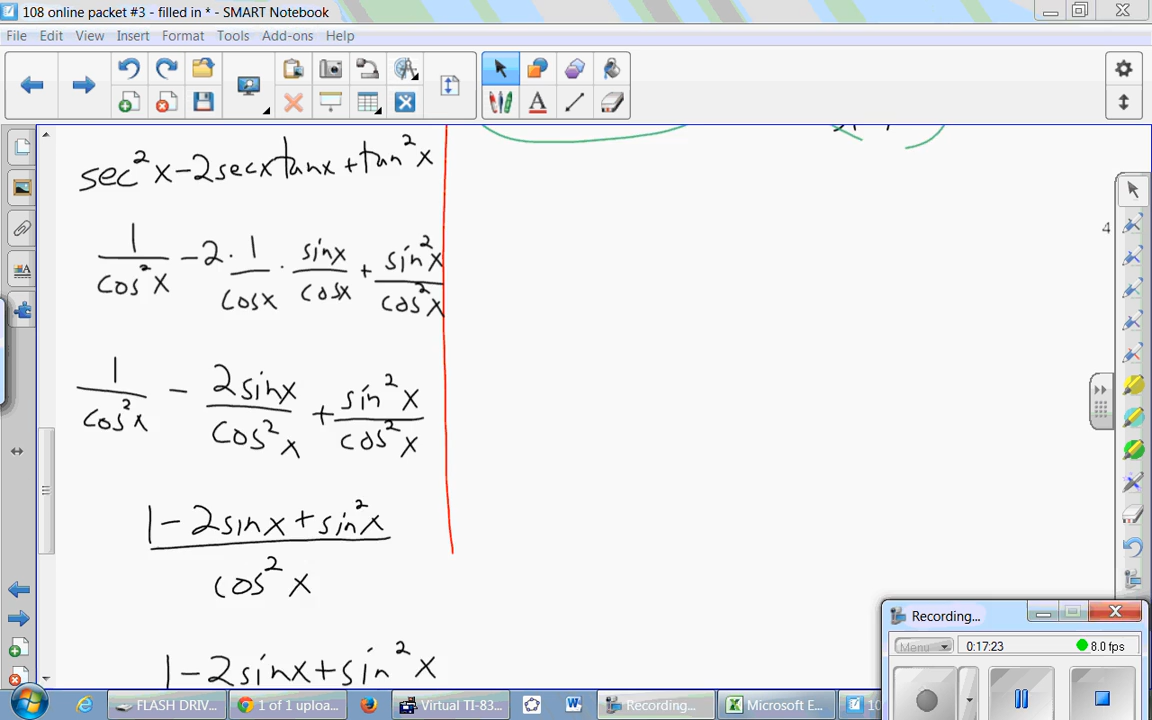 108 online packet #3 - filled in * - SMART Notebook
File Edit View Insert Format Tools Add-ons Help
sec²x-2secxtanx+tan²x
4
1/cos²x -2·1/cosx·sinx/cosx+sin²x/cos²x
1/cos²x - 2sinx/cos²x+sin²x/cos²x
1-2sinx+sin²x
cos²x
1-2sinx+sin²x
Recording...
Menu 0:17:23 8.0 fps
FLASH DRIV... 1 of 1 uploa... Virtual TI-83... Recording... Microsoft E... 10